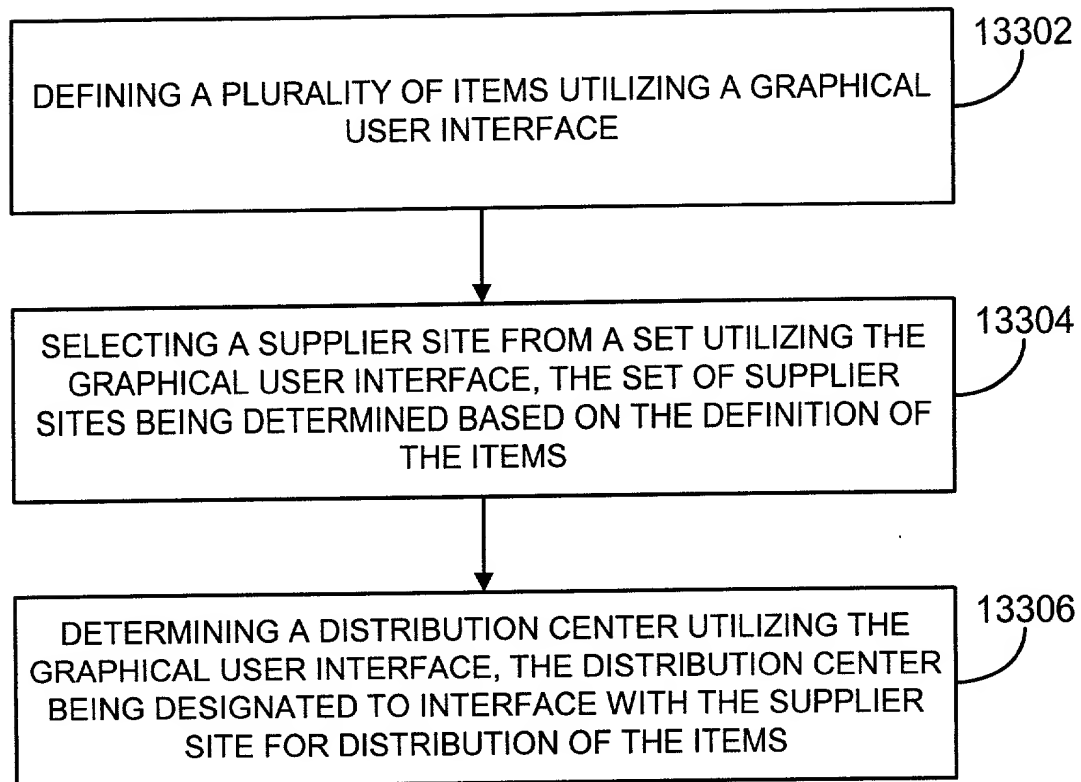 13302
DEFINING A PLURALITY OF ITEMS UTILIZING A GRAPHICAL
USER INTERFACE
13304
SELECTING A SUPPLIER SITE FROM A SET UTILIZING THE
GRAPHICAL USER INTERFACE, THE SET OF SUPPLIER
SITES BEING DETERMINED BASED ON THE DEFINITION OF
THE ITEMS
13306
DETERMINING A DISTRIBUTION CENTER UTILIZING THE
GRAPHICAL USER INTERFACE, THE DISTRIBUTION CENTER
BEING DESIGNATED TO INTERFACE WITH THE SUPPLIER
SITE FOR DISTRIBUTION OF THE ITEMS